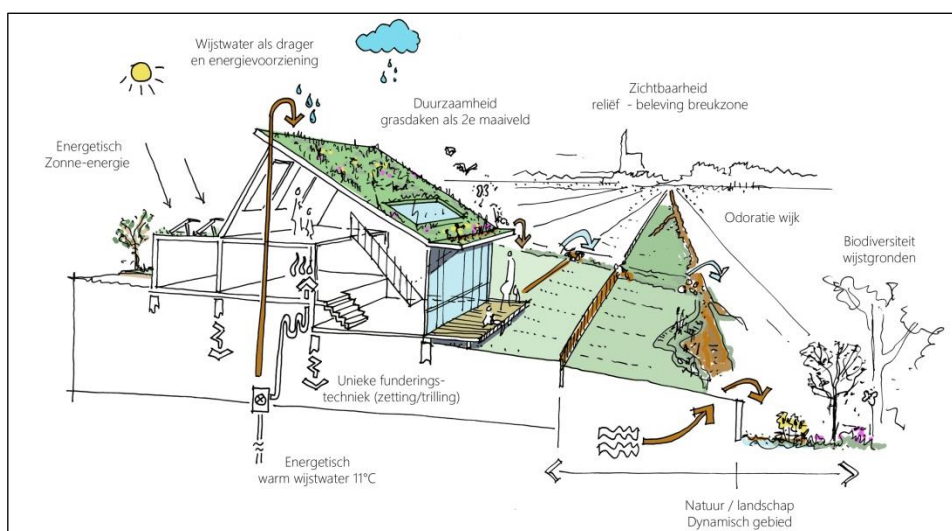 Wijstwater als drager
en energievoorziening
Zichtbaarheid
reliëf - beleving breukzone
Duurzaamheid
grasdaken als 2e maaiveld
Energetisch
Zonne-energie
Odoratie wijk
Biodiversiteit
wijstgronden
Unieke funderings-
techniek (zetting/trilling)
Energetisch
warm wijstwater 11°C
Natuur / landschap
Dynamisch gebied